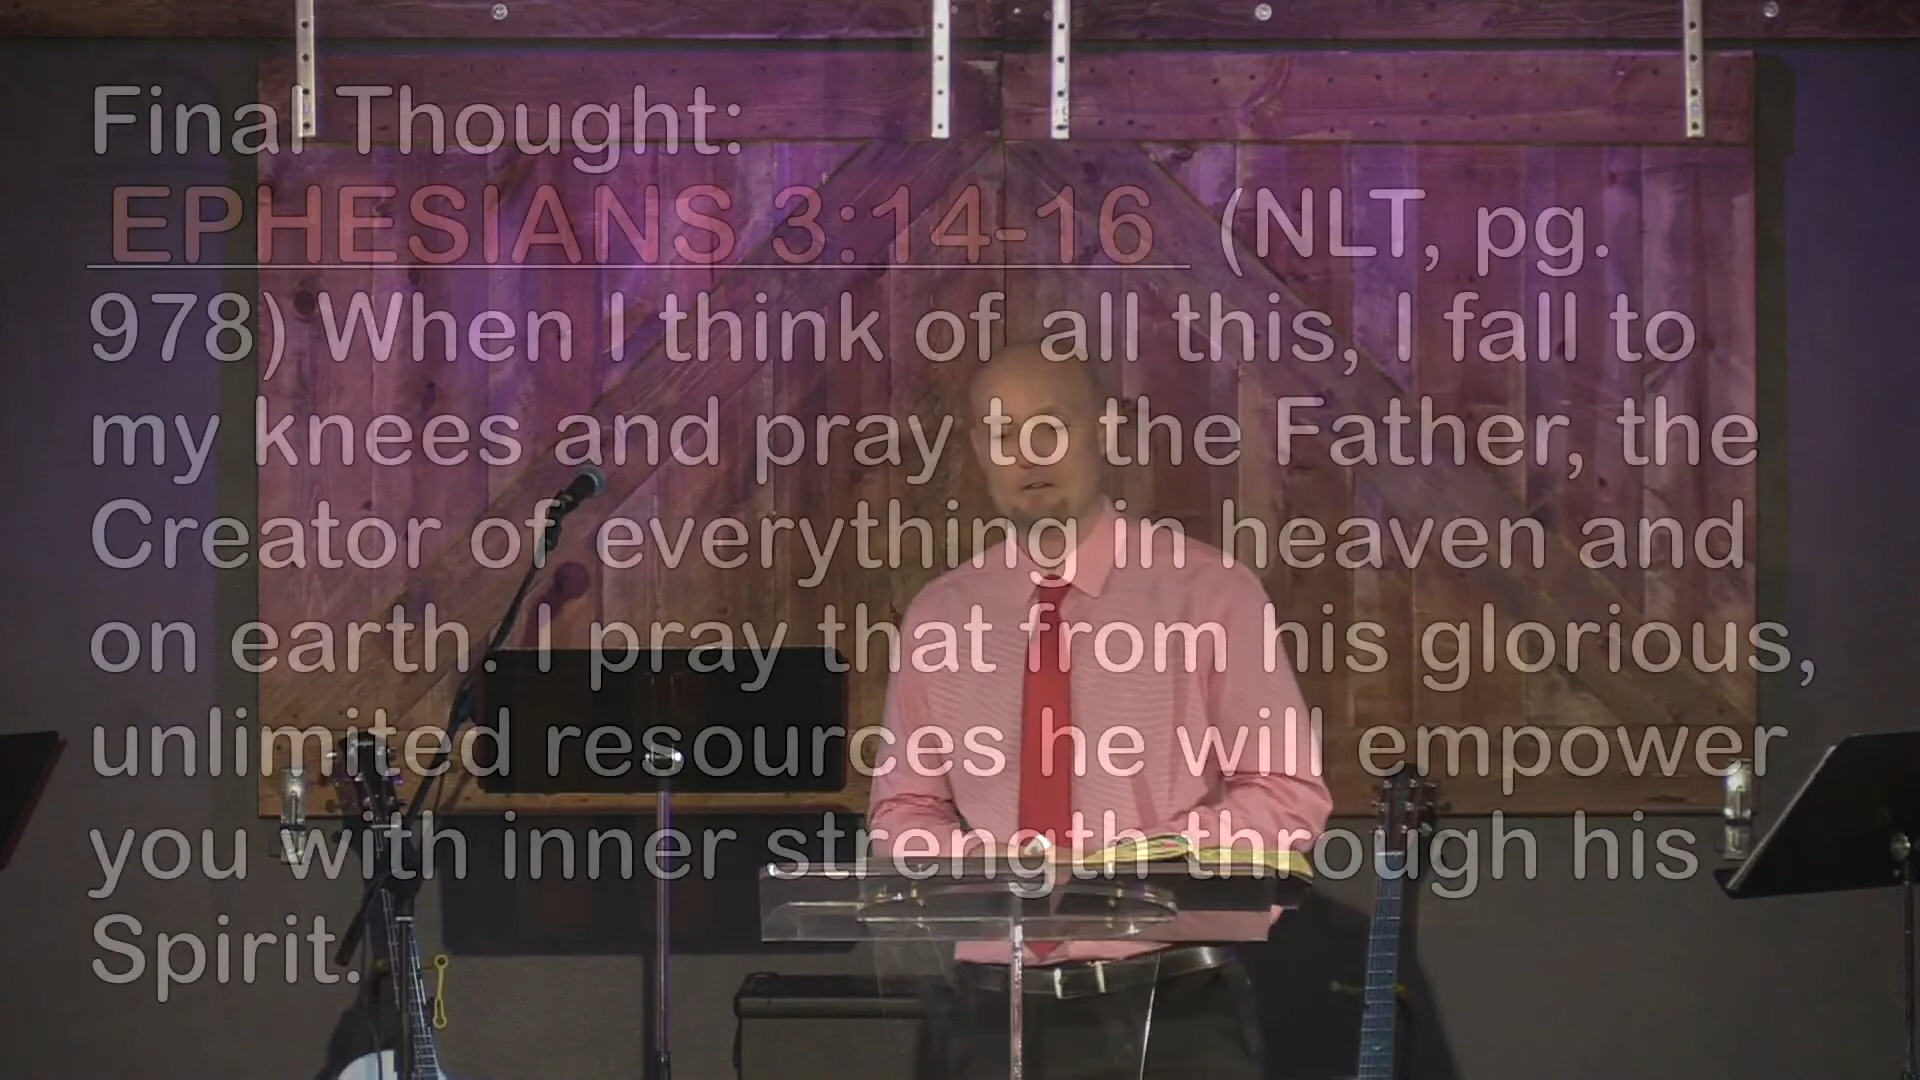 Final Thought:
EPHESIANS 3:14-16 (NLT, pg.
978) When I think of all this, I fall to
my knees and pray to the Father, the
Creator of everything in heaven and
on earth. I pray that from his glorious,
unlimited resources he will empower
you with inner strength through his
Spirit.